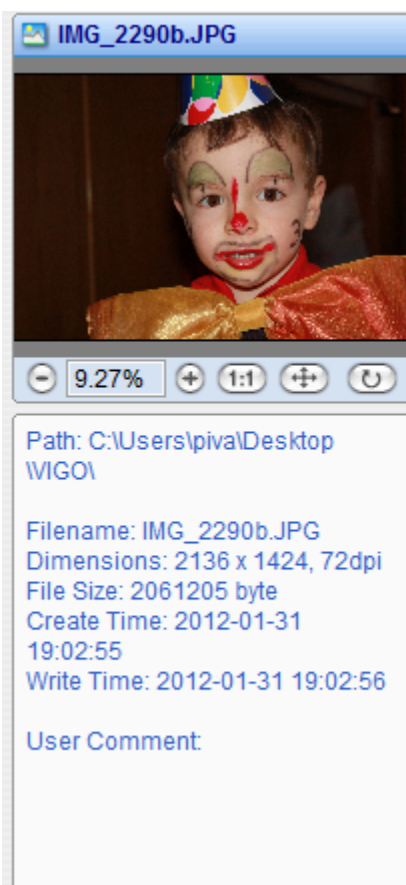 IMG_2290b.JPG
9.27% 1:1
Path: C:\Users\piva\Desktop
\VIGO\
Filename: IMG_2290b.JPG
Dimensions: 2136 x 1424, 72dpi
File Size: 2061205 byte
Create Time: 2012-01-31
19:02:55
Write Time: 2012-01-31 19:02:56
User Comment: